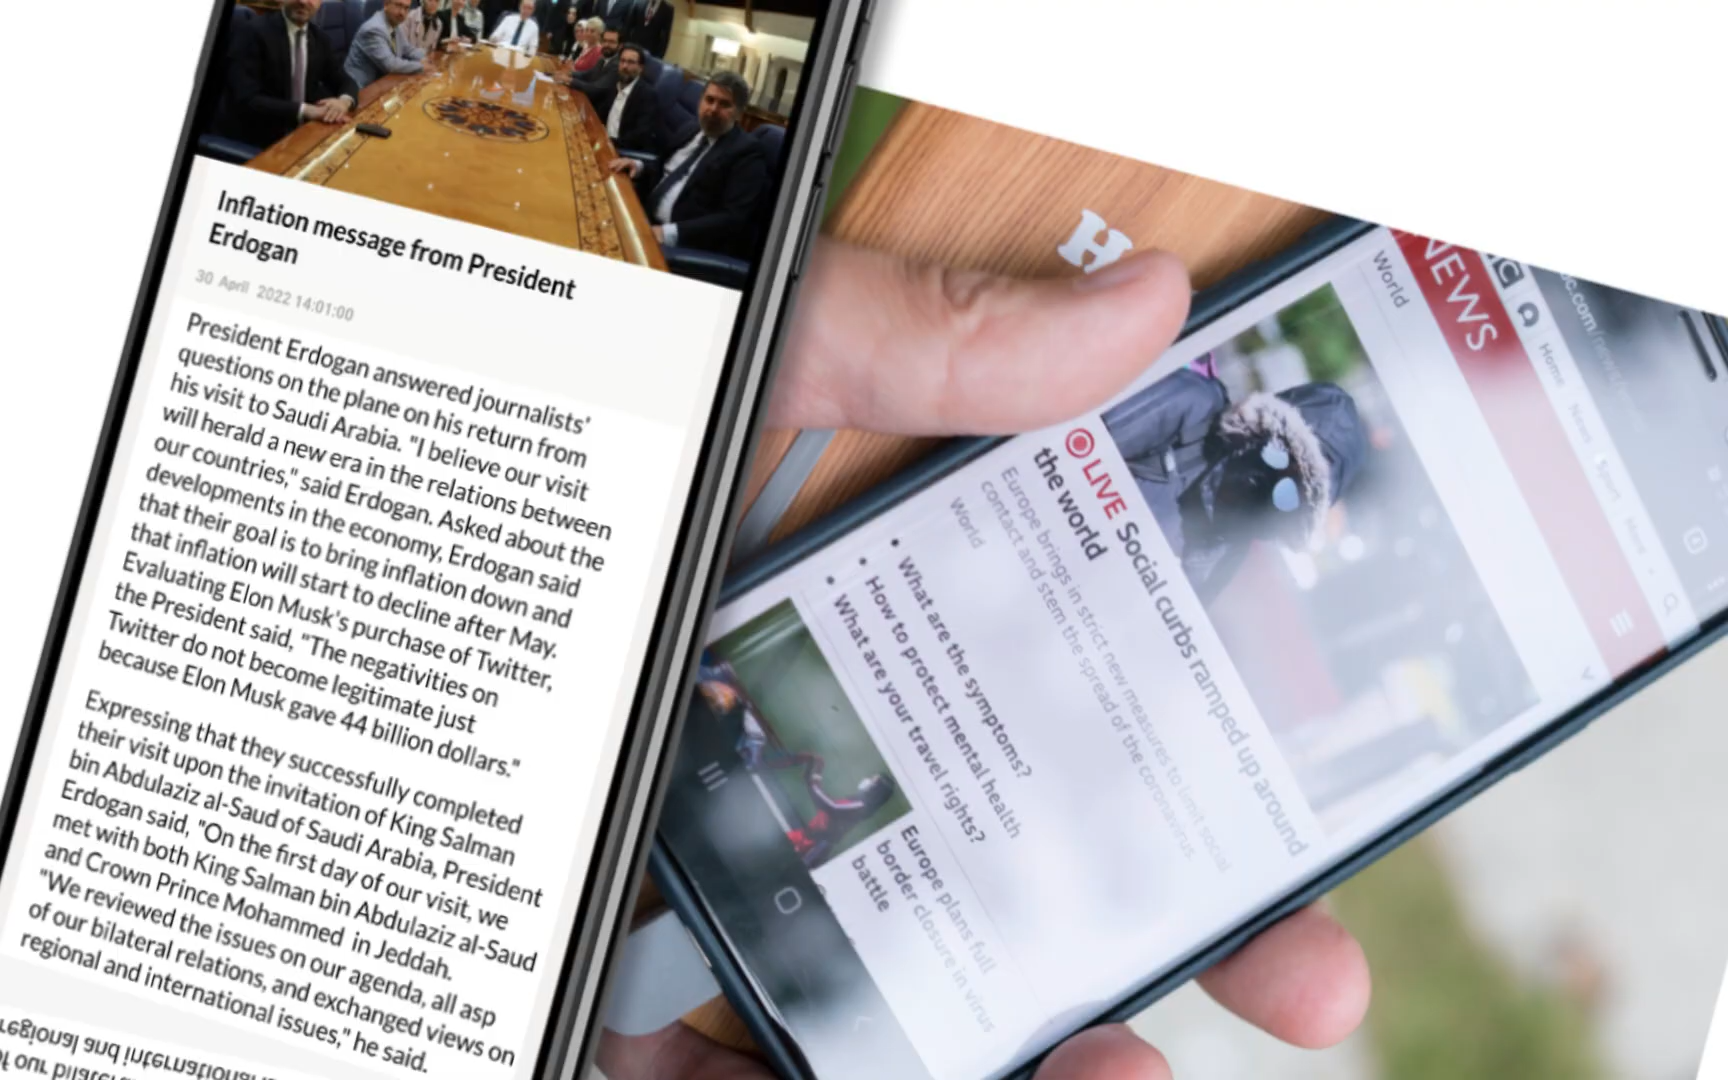 Inflation message from President
Erdogan
30 April 2022 14:01:00
President Erdogan answered journalists'
questions on the plane on his return from
his visit to Saudi Arabia. "I believe our visit
will herald a new era in the relations between
our countries," said Erdogan. Asked about the
developments in the economy, Erdogan said
that their goal is to bring inflation down and
that inflation will start to decline after May.
Evaluating Elon Musk's purchase of Twitter,
the President said, "The negativities on
Twitter do not become legitimate just
because Elon Musk gave 44 billion dollars."
Expressing that they successfully completed
their visit upon the invitation of King Salman
bin Abdulaziz al-Saud of Saudi Arabia, President
Erdogan said, "On the first day of our visit, we
met with both King Salman bin Abdulaziz al-Saud
and Crown Prince Mohammed in Jeddah.
"We reviewed the issues on our agenda, all asp
of our bilateral relations, and exchanged views on
regional and international issues," he said.
H
Home
News
Sport
NEWS
World
LIVE Social curbs ramped up around
the world
Europe brings in strict new measures to limit social
contact and stem the spread of the coronavirus
World
• What are the symptoms?
• How to protect mental health
• What are your travel rights?
Europe plans full
border closure in virus
battle